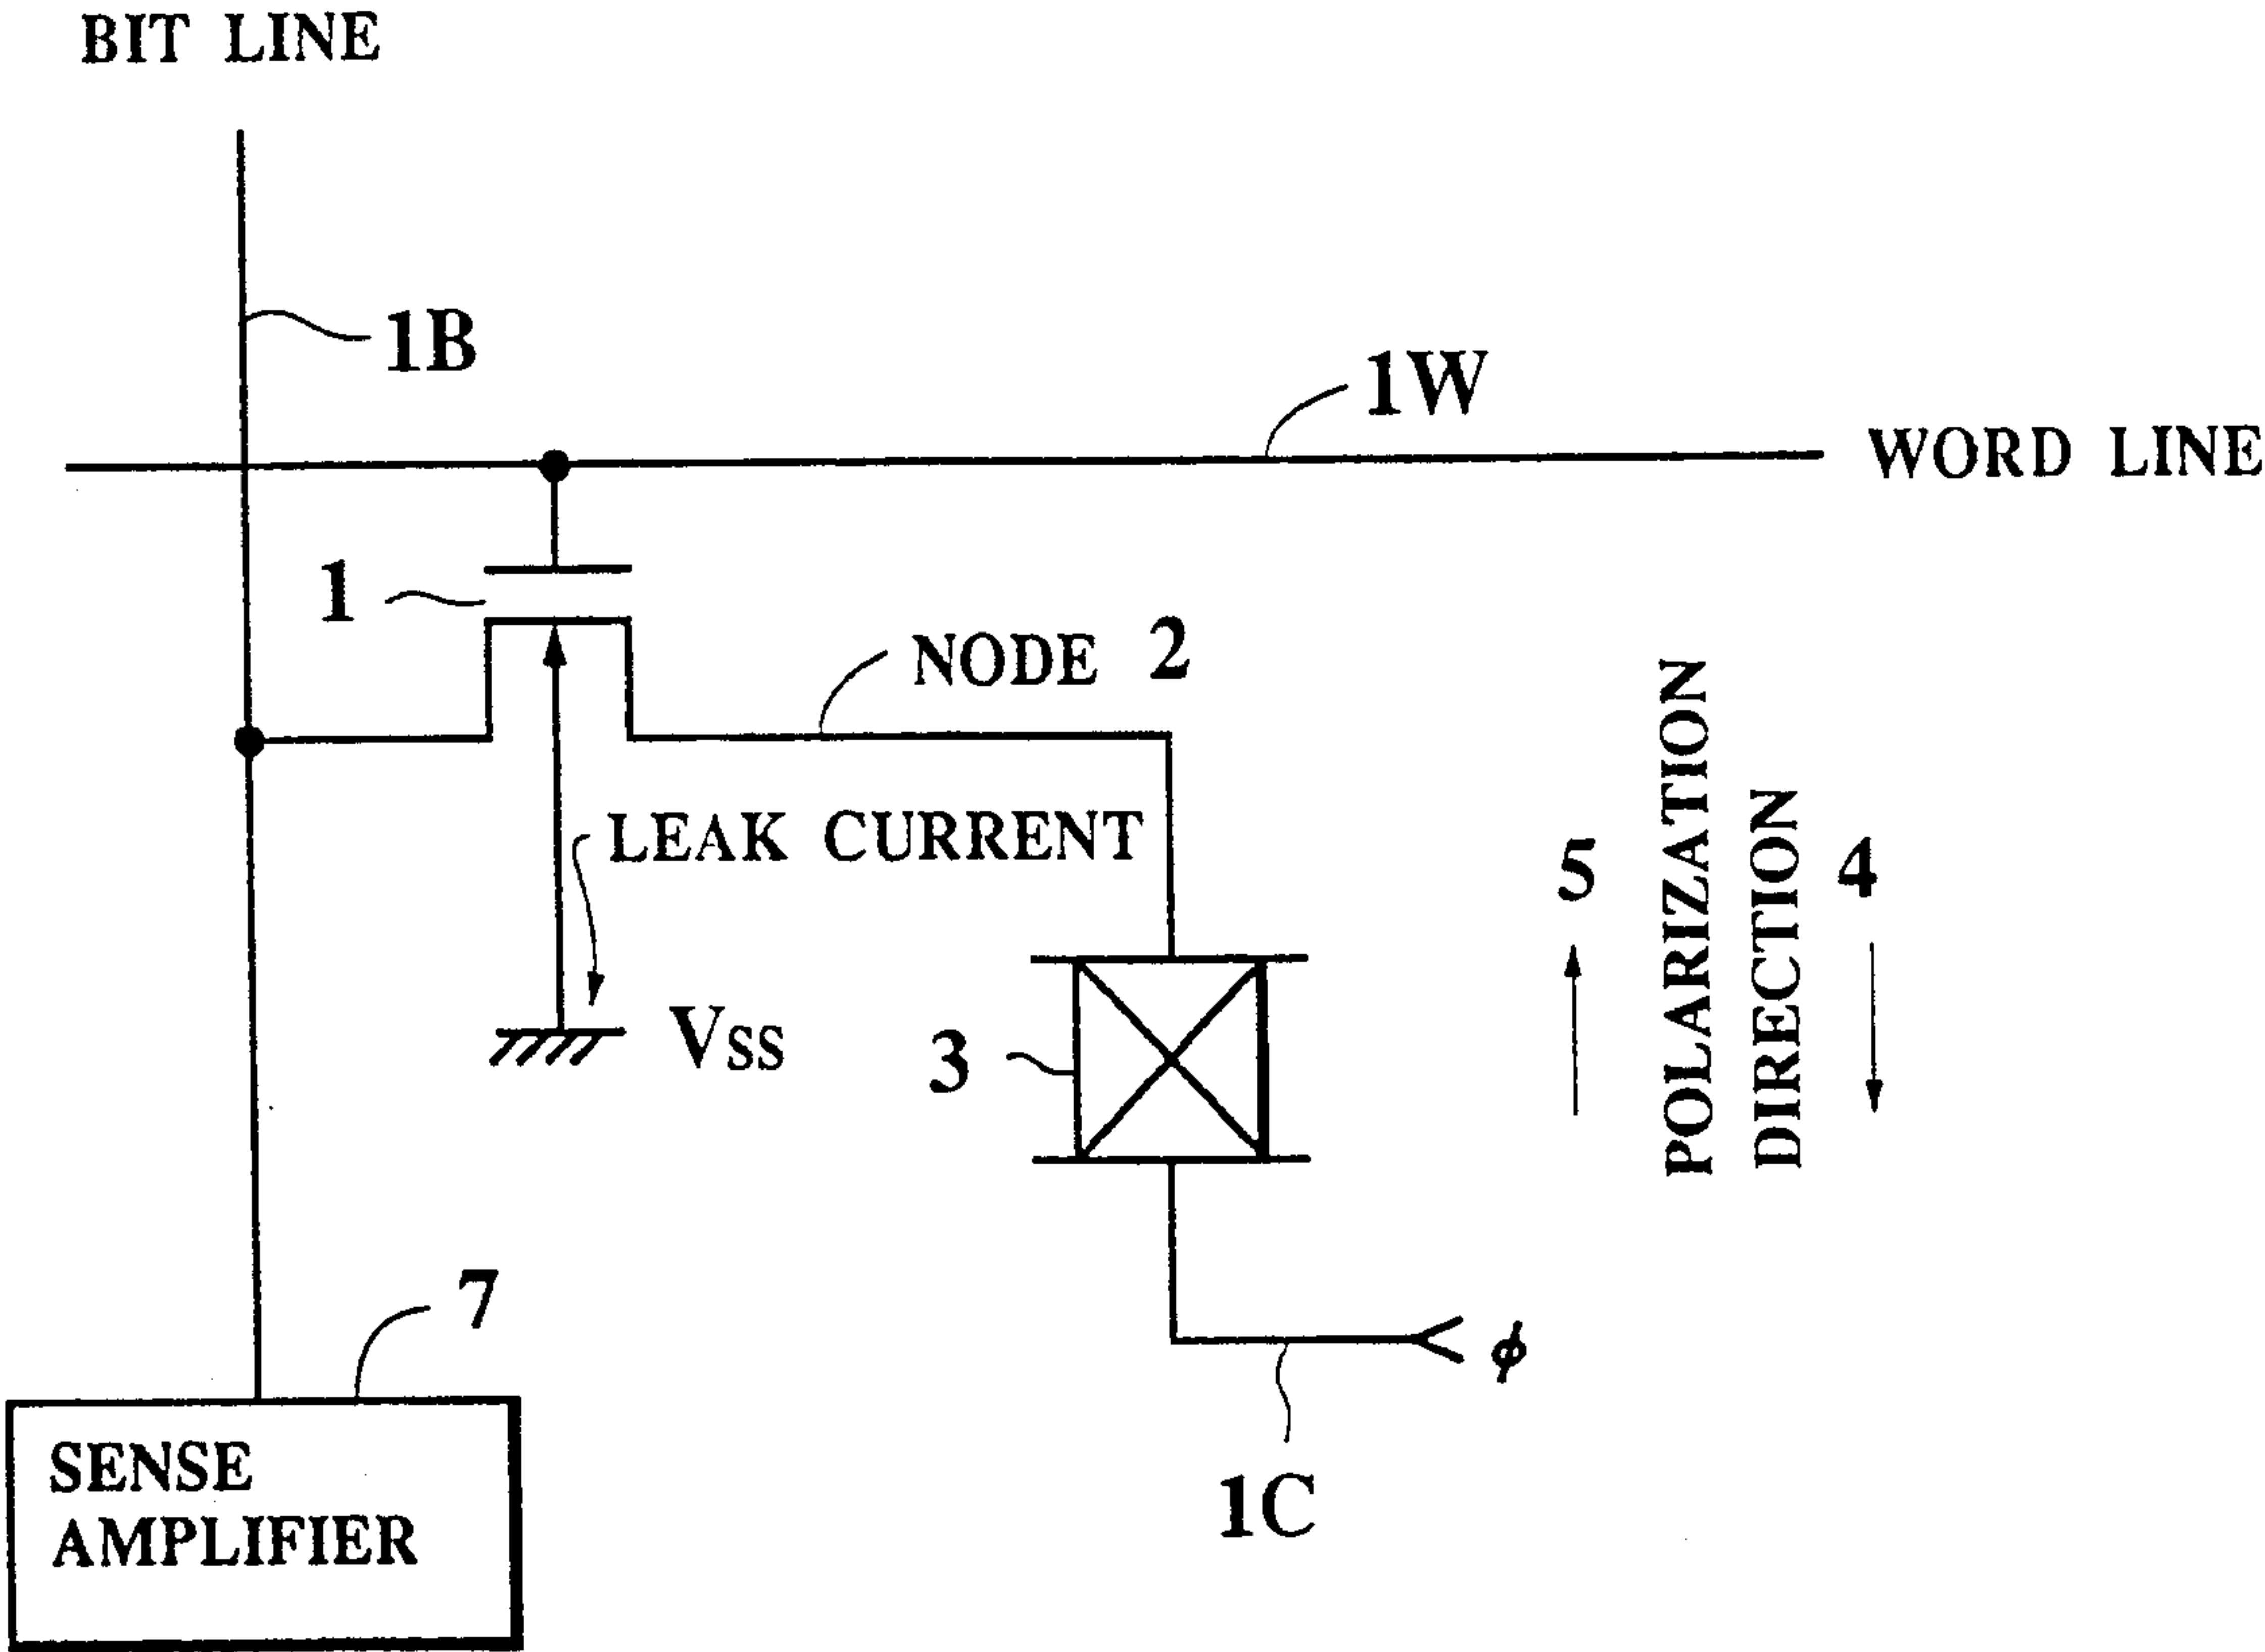 BIT LINE
1B
1W
WORD LINE
1
NODE 2
LEAK CURRENT
VSS
3
5
POLARIZATION
DIRECTION
4
7
SENSE
AMPLIFIER
ϕ
1C